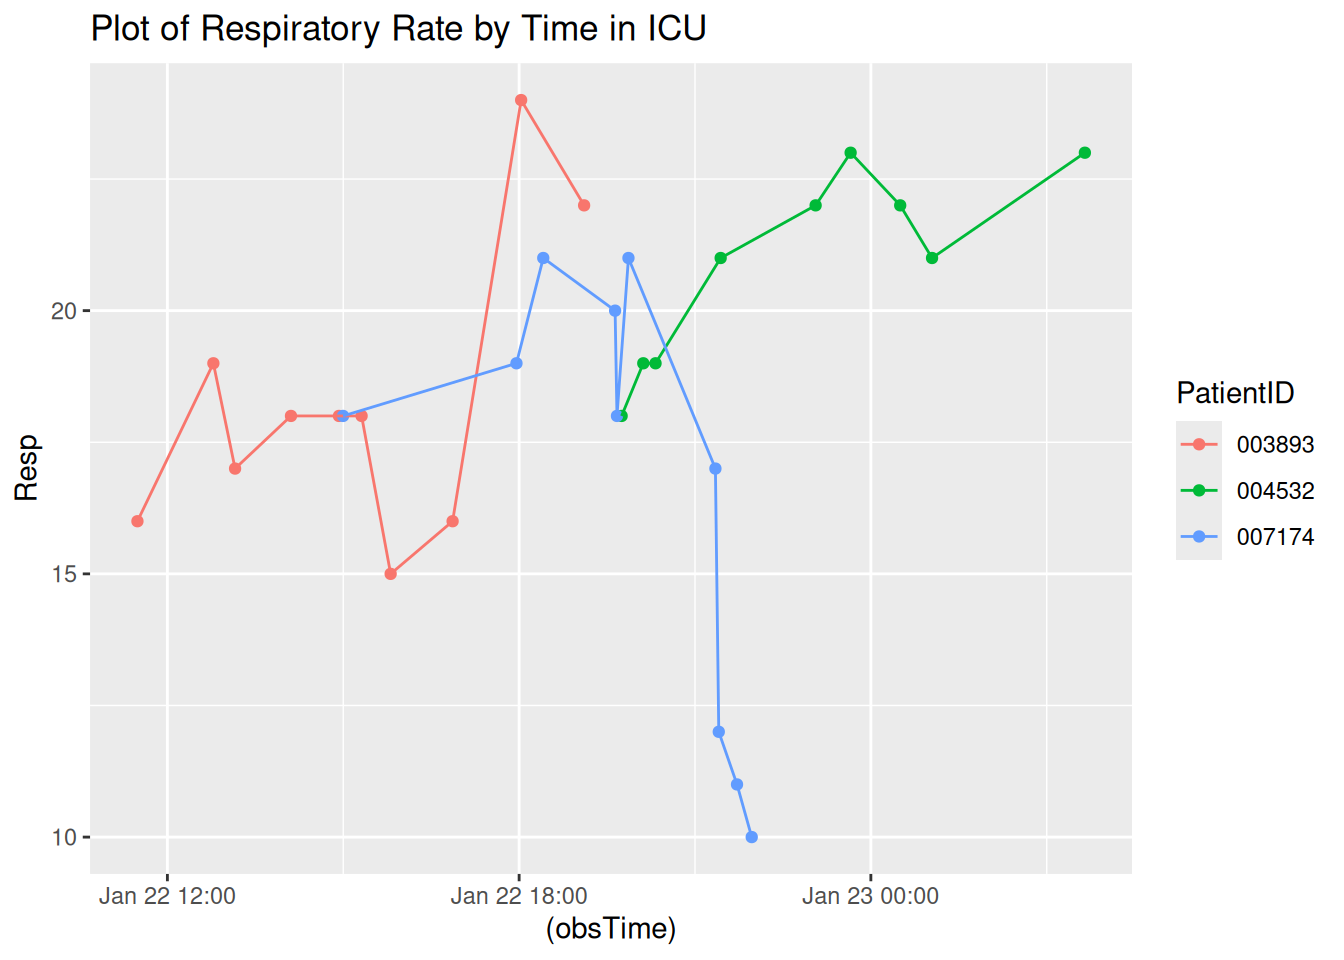 Plot of Respiratory Rate by Time in ICU
Resp
20
15
10
Jan 22 12:00
Jan 22 18:00
Jan 23 00:00
(obsTime)
PatientID
003893
004532
007174